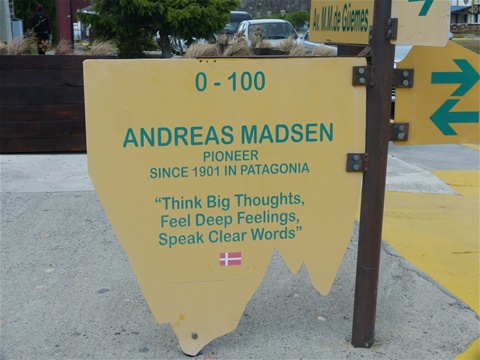 Av. M.M.de Güemes
0 - 100
ANDREAS MADSEN
PIONEER
SINCE 1901 IN PATAGONIA
“Think Big Thoughts,
Feel Deep Feelings,
Speak Clear Words”